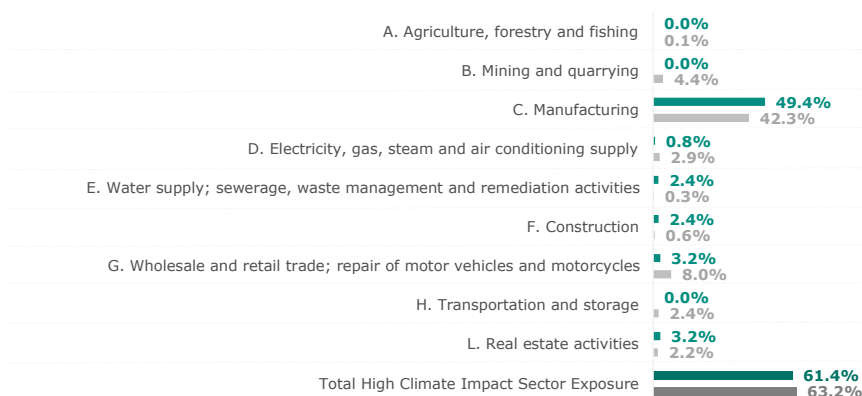 A. Agriculture, forestry and fishing
0.0%
0.1%
B. Mining and quarrying
0.0%
4.4%
C. Manufacturing
49.4%
42.3%
D. Electricity, gas, steam and air conditioning supply
0.8%
2.9%
E. Water supply; sewerage, waste management and remediation activities
2.4%
0.3%
F. Construction
2.4%
0.6%
G. Wholesale and retail trade; repair of motor vehicles and motorcycles
3.2%
8.0%
H. Transportation and storage
0.0%
2.4%
L. Real estate activities
3.2%
2.2%
Total High Climate Impact Sector Exposure
61.4%
63.2%